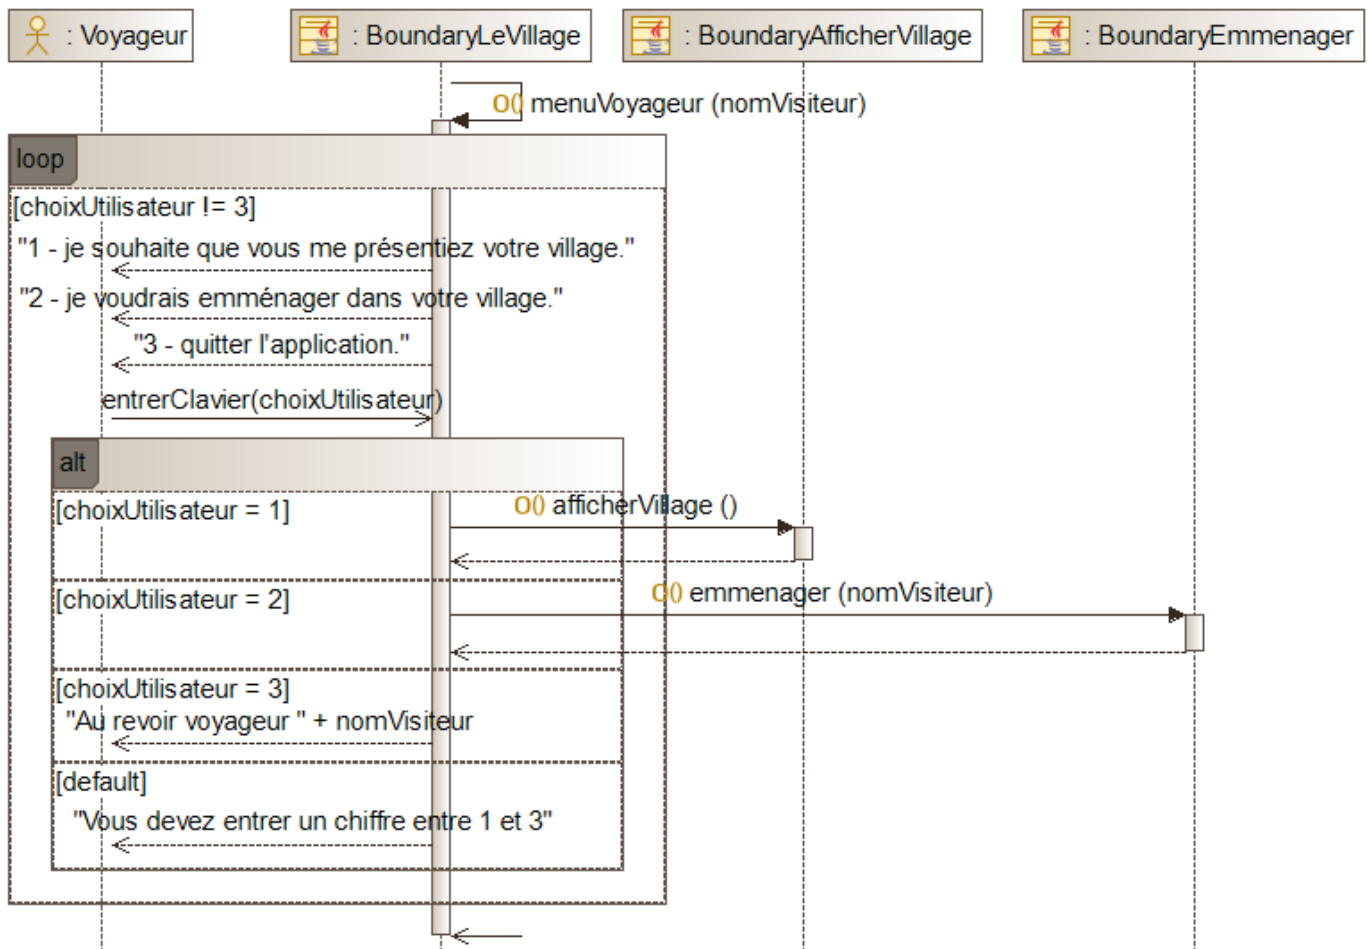 : Voyageur
: BoundaryLeVillage
: BoundaryAfficherVillage
: BoundaryEmmenager
O() menuVoyageur (nomVisiteur)
loop
[choixUtilisateur != 3]
"1 - je souhaite que vous me présentiez votre village."
"2 - je voudrais emménager dans votre village."
"3 - quitter l'application."
entrerClavier(choixUtilisateur)
alt
[choixUtilisateur = 1]
O() afficherVillage ()
[choixUtilisateur = 2]
O() emmenager (nomVisiteur)
[choixUtilisateur = 3]
"Au revoir voyageur " + nomVisiteur
[default]
"Vous devez entrer un chiffre entre 1 et 3"